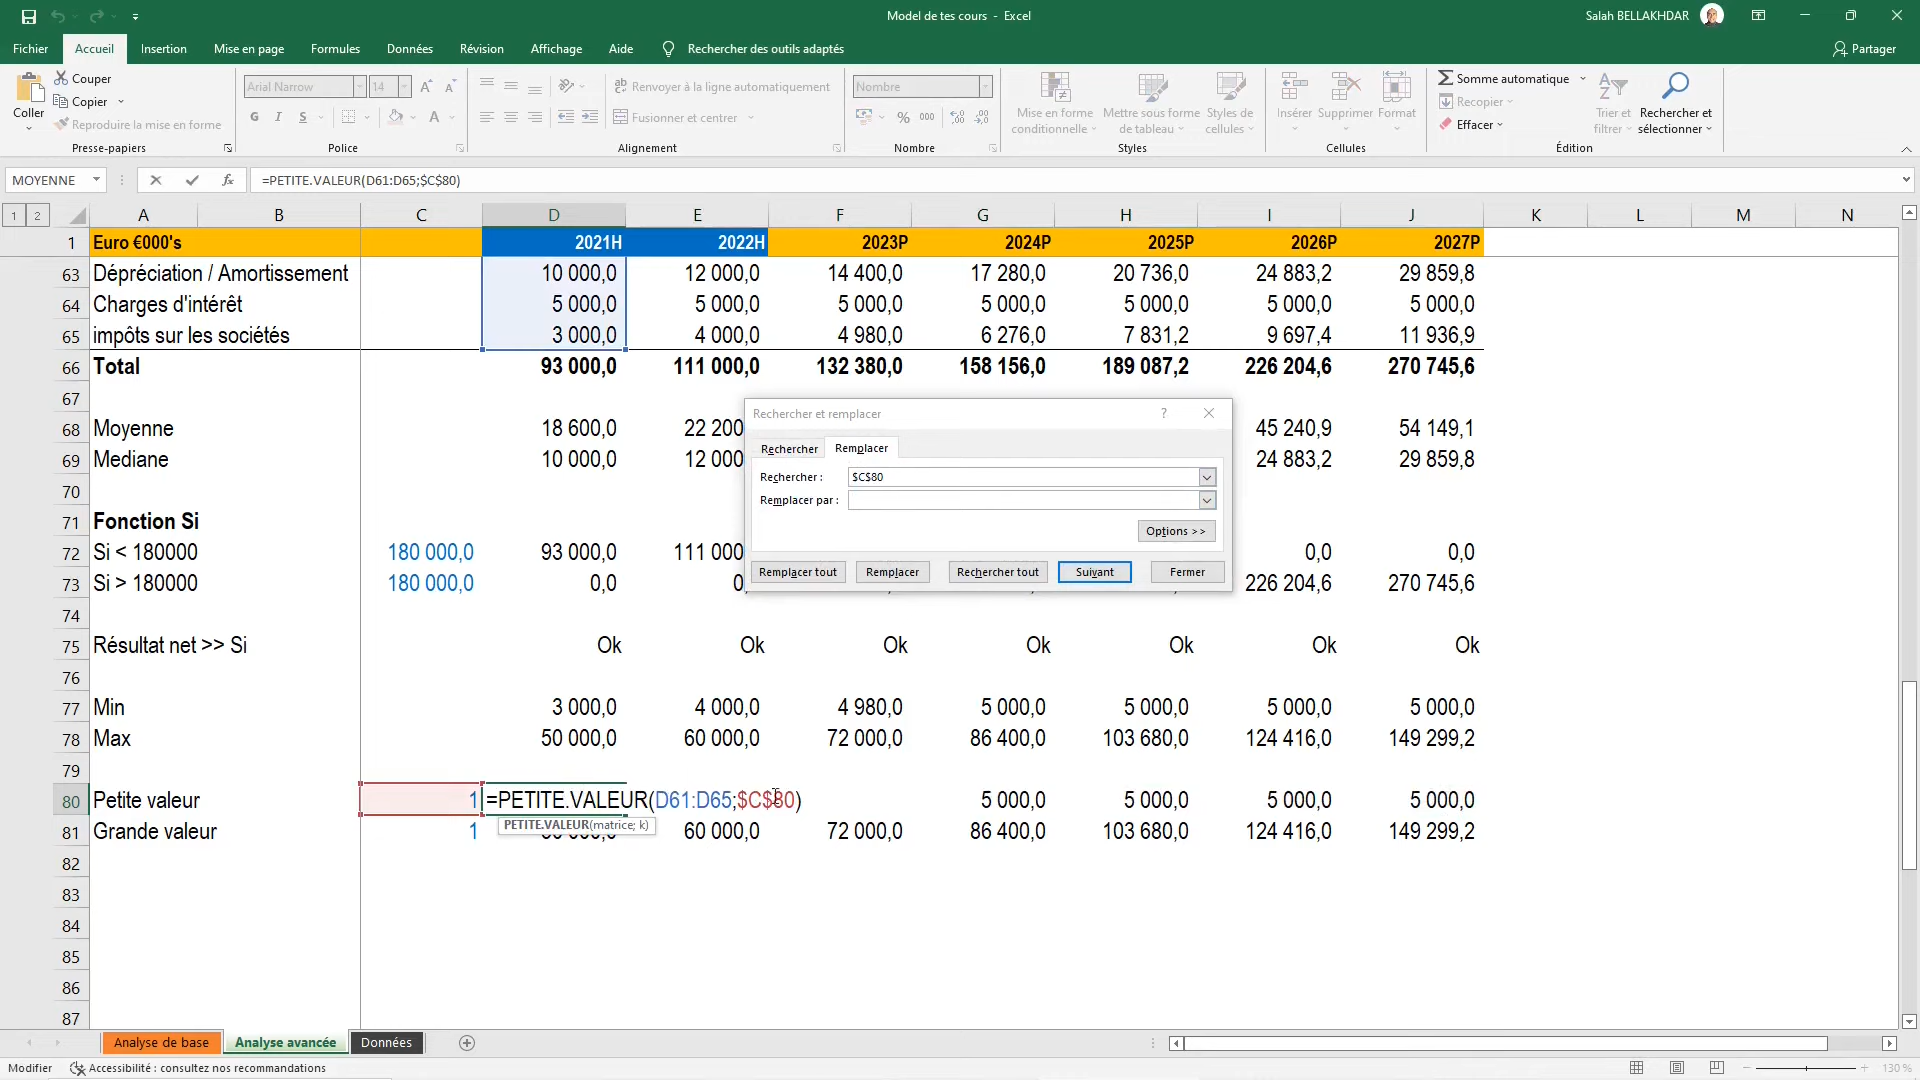 Model de tes cours - Excel
Salah BELLAKHDAR
Fichier Accueil Insertion Mise en page Formules Données Révision Affichage Aide Rechercher des outils adaptés Partager
Coller
Couper
Copier
Reproduire la mise en forme
Presse-papiers
Arial Narrow 14
G I S
Police
Renvoyer à la ligne automatiquement
Fusionner et centrer
Alignement
Nombre
% 000
Nombre
Mise en forme conditionnelle
Mettre sous forme de tableau
Styles de cellules
Styles
Insérer Supprimer Format
Cellules
Somme automatique
Recopier
Effacer
Trier et filtrer
Rechercher et sélectionner
Édition
MOYENNE fx =PETITE.VALEUR(D61:D65;$C$80)
1 2 A B C D E F G H I J K L M N
1 Euro €000's 2021H 2022H 2023P 2024P 2025P 2026P 2027P
63 Dépréciation / Amortissement 10 000,0 12 000,0 14 400,0 17 280,0 20 736,0 24 883,2 29 859,8
64 Charges d'intérêt 5 000,0 5 000,0 5 000,0 5 000,0 5 000,0 5 000,0 5 000,0
65 impôts sur les sociétés 3 000,0 4 000,0 4 980,0 6 276,0 7 831,2 9 697,4 11 936,9
66 Total 93 000,0 111 000,0 132 380,0 158 156,0 189 087,2 226 204,6 270 745,6
67
68 Moyenne 18 600,0 22 200 45 240,9 54 149,1
69 Mediane 10 000,0 12 000 24 883,2 29 859,8
70
71 Fonction Si
72 Si < 180000 180 000,0 93 000,0 111 000 0,0 0,0
73 Si > 180000 180 000,0 0,0 0, 226 204,6 270 745,6
74
75 Résultat net >> Si Ok Ok Ok Ok Ok Ok Ok
76
77 Min 3 000,0 4 000,0 4 980,0 5 000,0 5 000,0 5 000,0 5 000,0
78 Max 50 000,0 60 000,0 72 000,0 86 400,0 103 680,0 124 416,0 149 299,2
79
80 Petite valeur 1 =PETITE.VALEUR(D61:D65;$C$80) 5 000,0 5 000,0 5 000,0 5 000,0
PETITE.VALEUR(matrice; k)
81 Grande valeur 1 60 000,0 72 000,0 86 400,0 103 680,0 124 416,0 149 299,2
82
83
84
85
86
87
Rechercher et remplacer ?
Rechercher Remplacer
Rechercher : $C$80
Remplacer par :
Options >>
Remplacer tout Remplacer Rechercher tout Suivant Fermer
Analyse de base Analyse avancée Données
Modifier Accessibilité : consultez nos recommandations 130 %